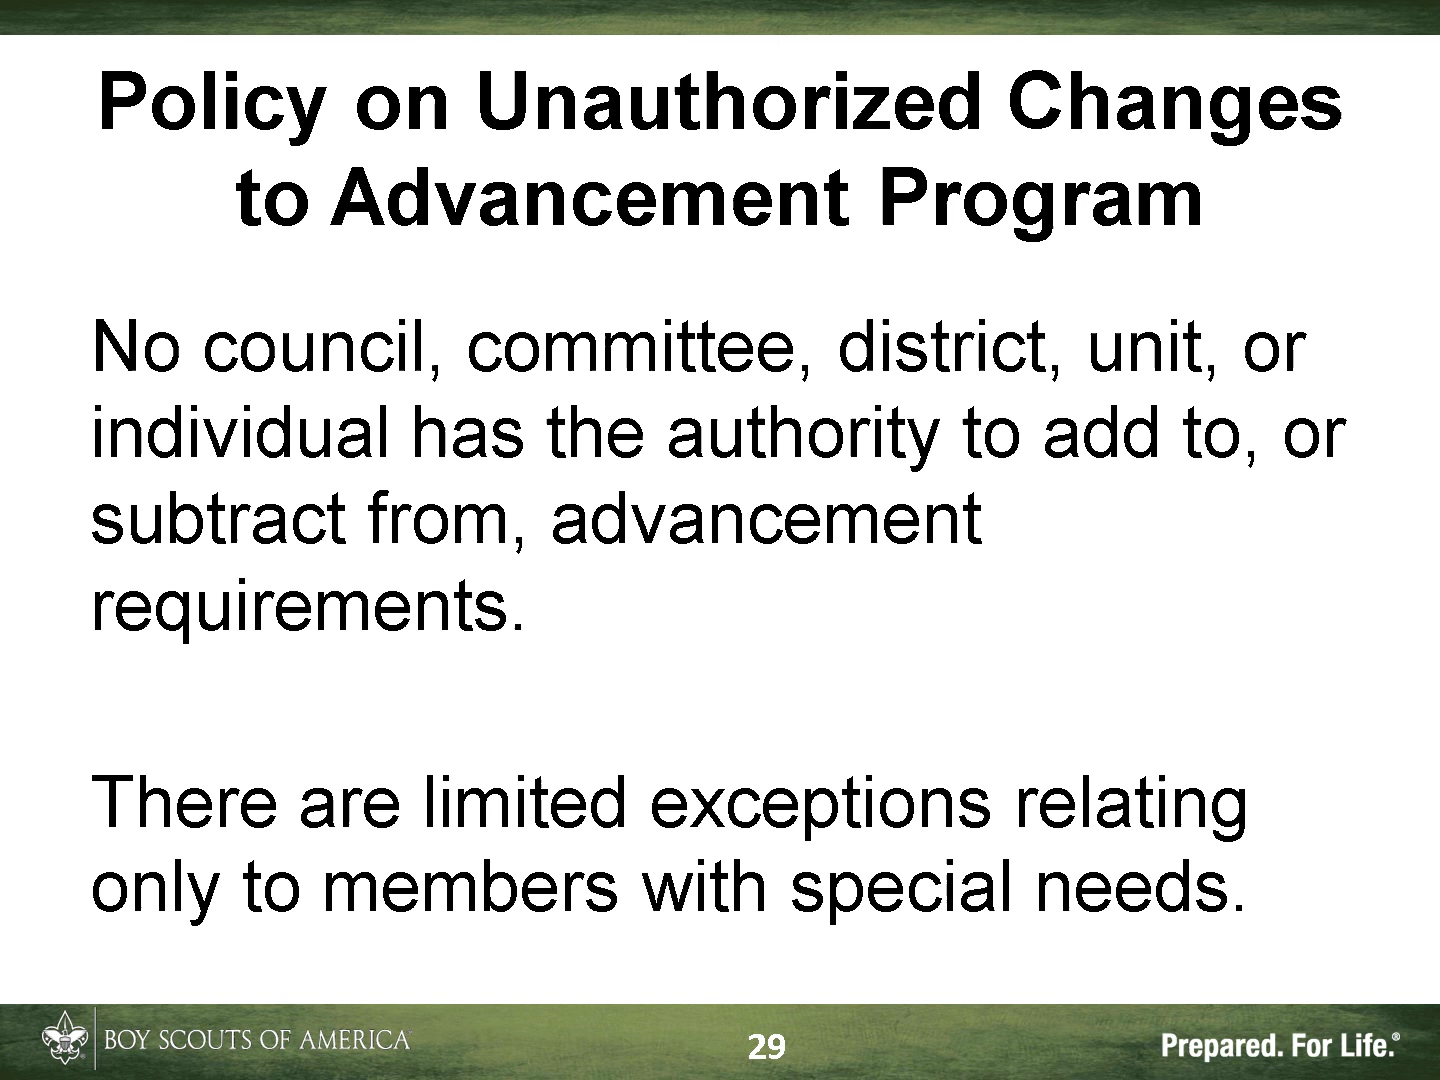 Policy on Unauthorized Changes
to Advancement Program
No council, committee, district, unit, or
individual has the authority to add to, or
subtract from, advancement
requirements.
There are limited exceptions relating
only to members with special needs.
BOY SCOUTS OF AMERICA
29
Prepared. For Life.®